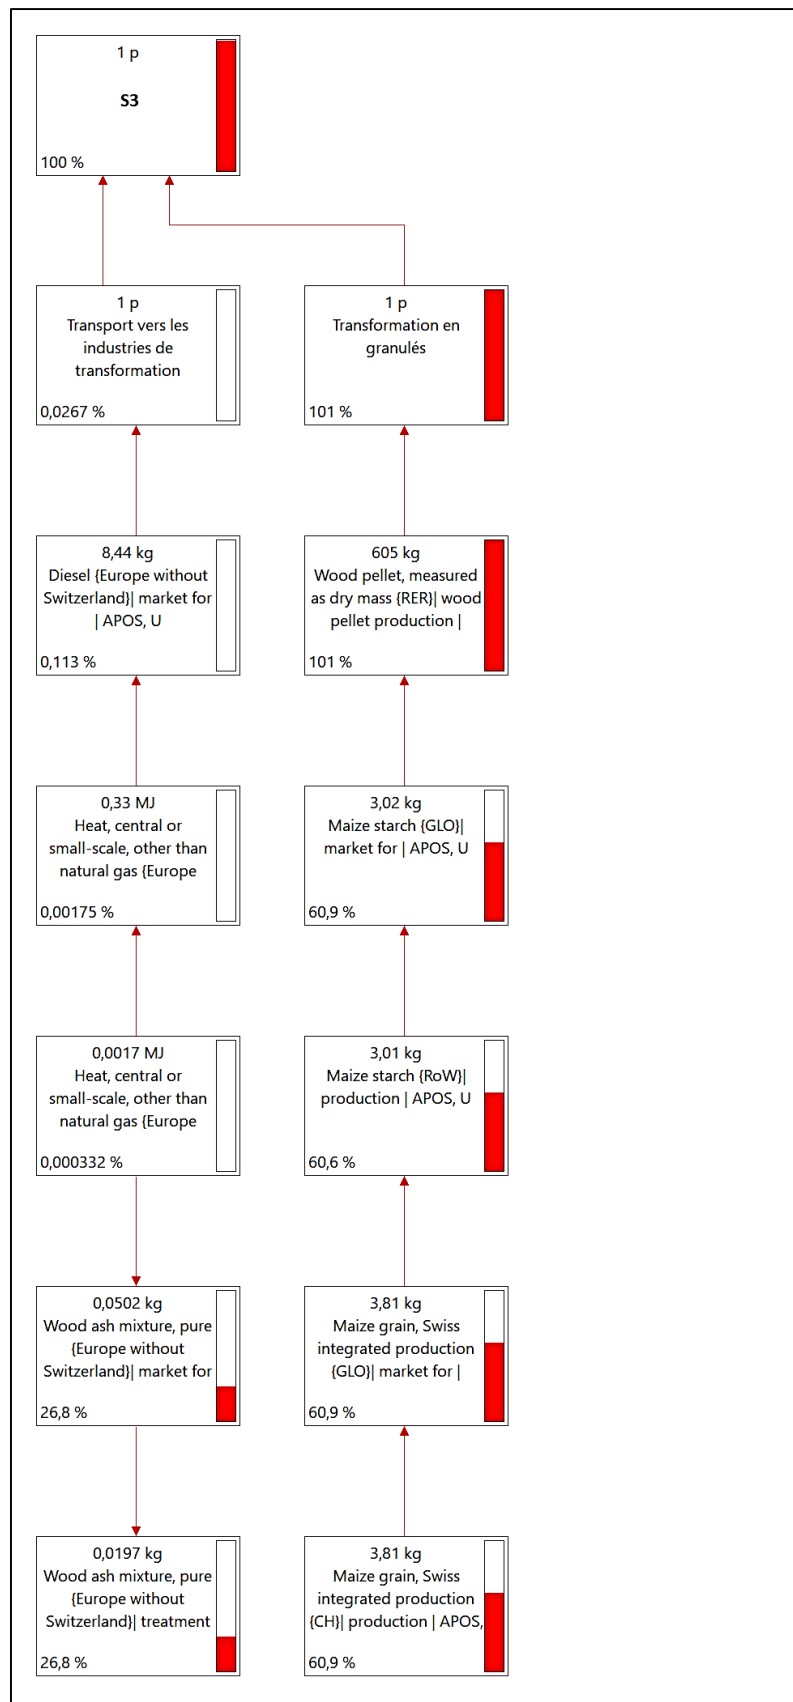 1 p
S3
100 %
1 p
Transport vers les
industries de
transformation
0,0267 %
1 p
Transformation en
granulés
101 %
8,44 kg
Diesel {Europe without
Switzerland}| market for
| APOS, U
0,113 %
605 kg
Wood pellet, measured
as dry mass {RER}| wood
pellet production |
101 %
0,33 MJ
Heat, central or
small-scale, other than
natural gas {Europe
0,00175 %
3,02 kg
Maize starch {GLO}|
market for | APOS, U
60,9 %
0,0017 MJ
Heat, central or
small-scale, other than
natural gas {Europe
0,000332 %
3,01 kg
Maize starch {RoW}|
production | APOS, U
60,6 %
0,0502 kg
Wood ash mixture, pure
{Europe without
Switzerland}| market for
26,8 %
3,81 kg
Maize grain, Swiss
integrated production
{GLO}| market for |
60,9 %
0,0197 kg
Wood ash mixture, pure
{Europe without
Switzerland}| treatment
26,8 %
3,81 kg
Maize grain, Swiss
integrated production
{CH}| production | APOS,
60,9 %